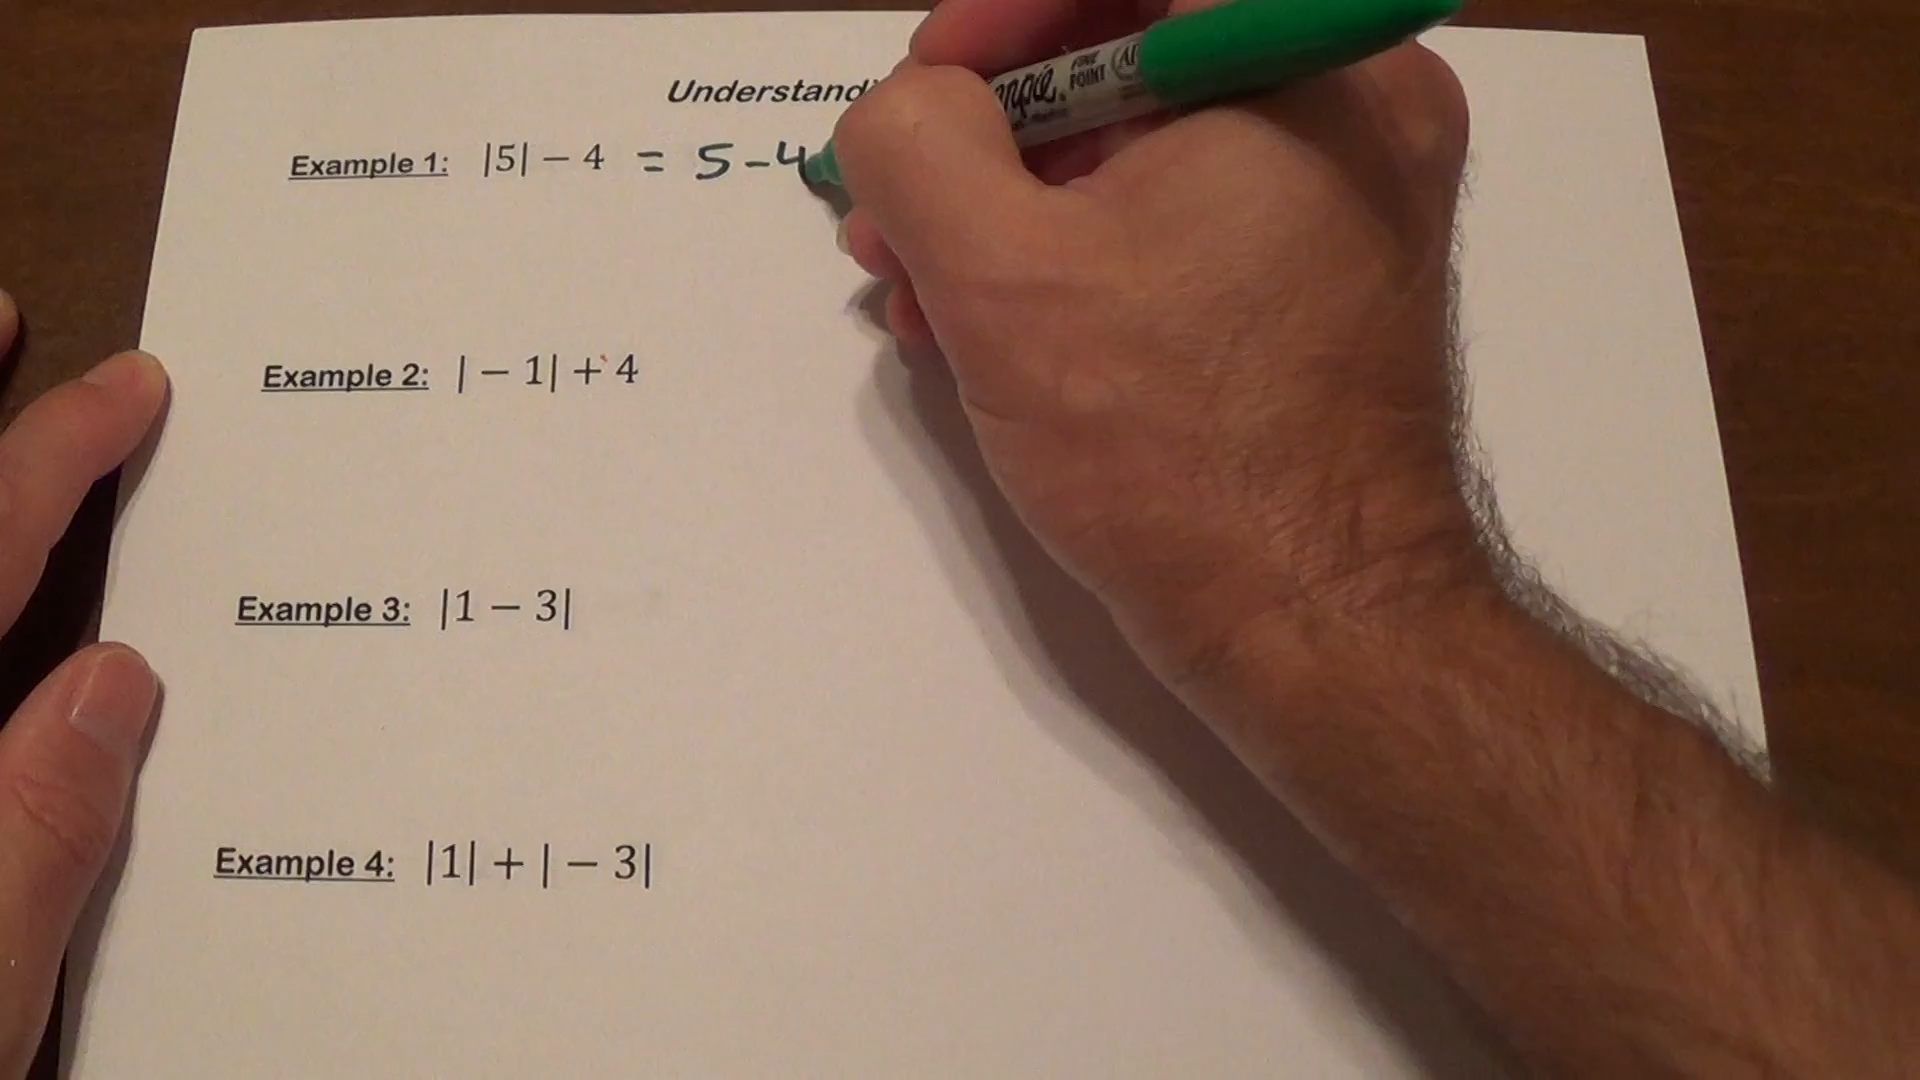 FINE
POINT
Example 1: |5| − 4 = 5 - 4
Example 2: | − 1| + 4
Example 3: |1 − 3|
Example 4: |1| + | − 3|